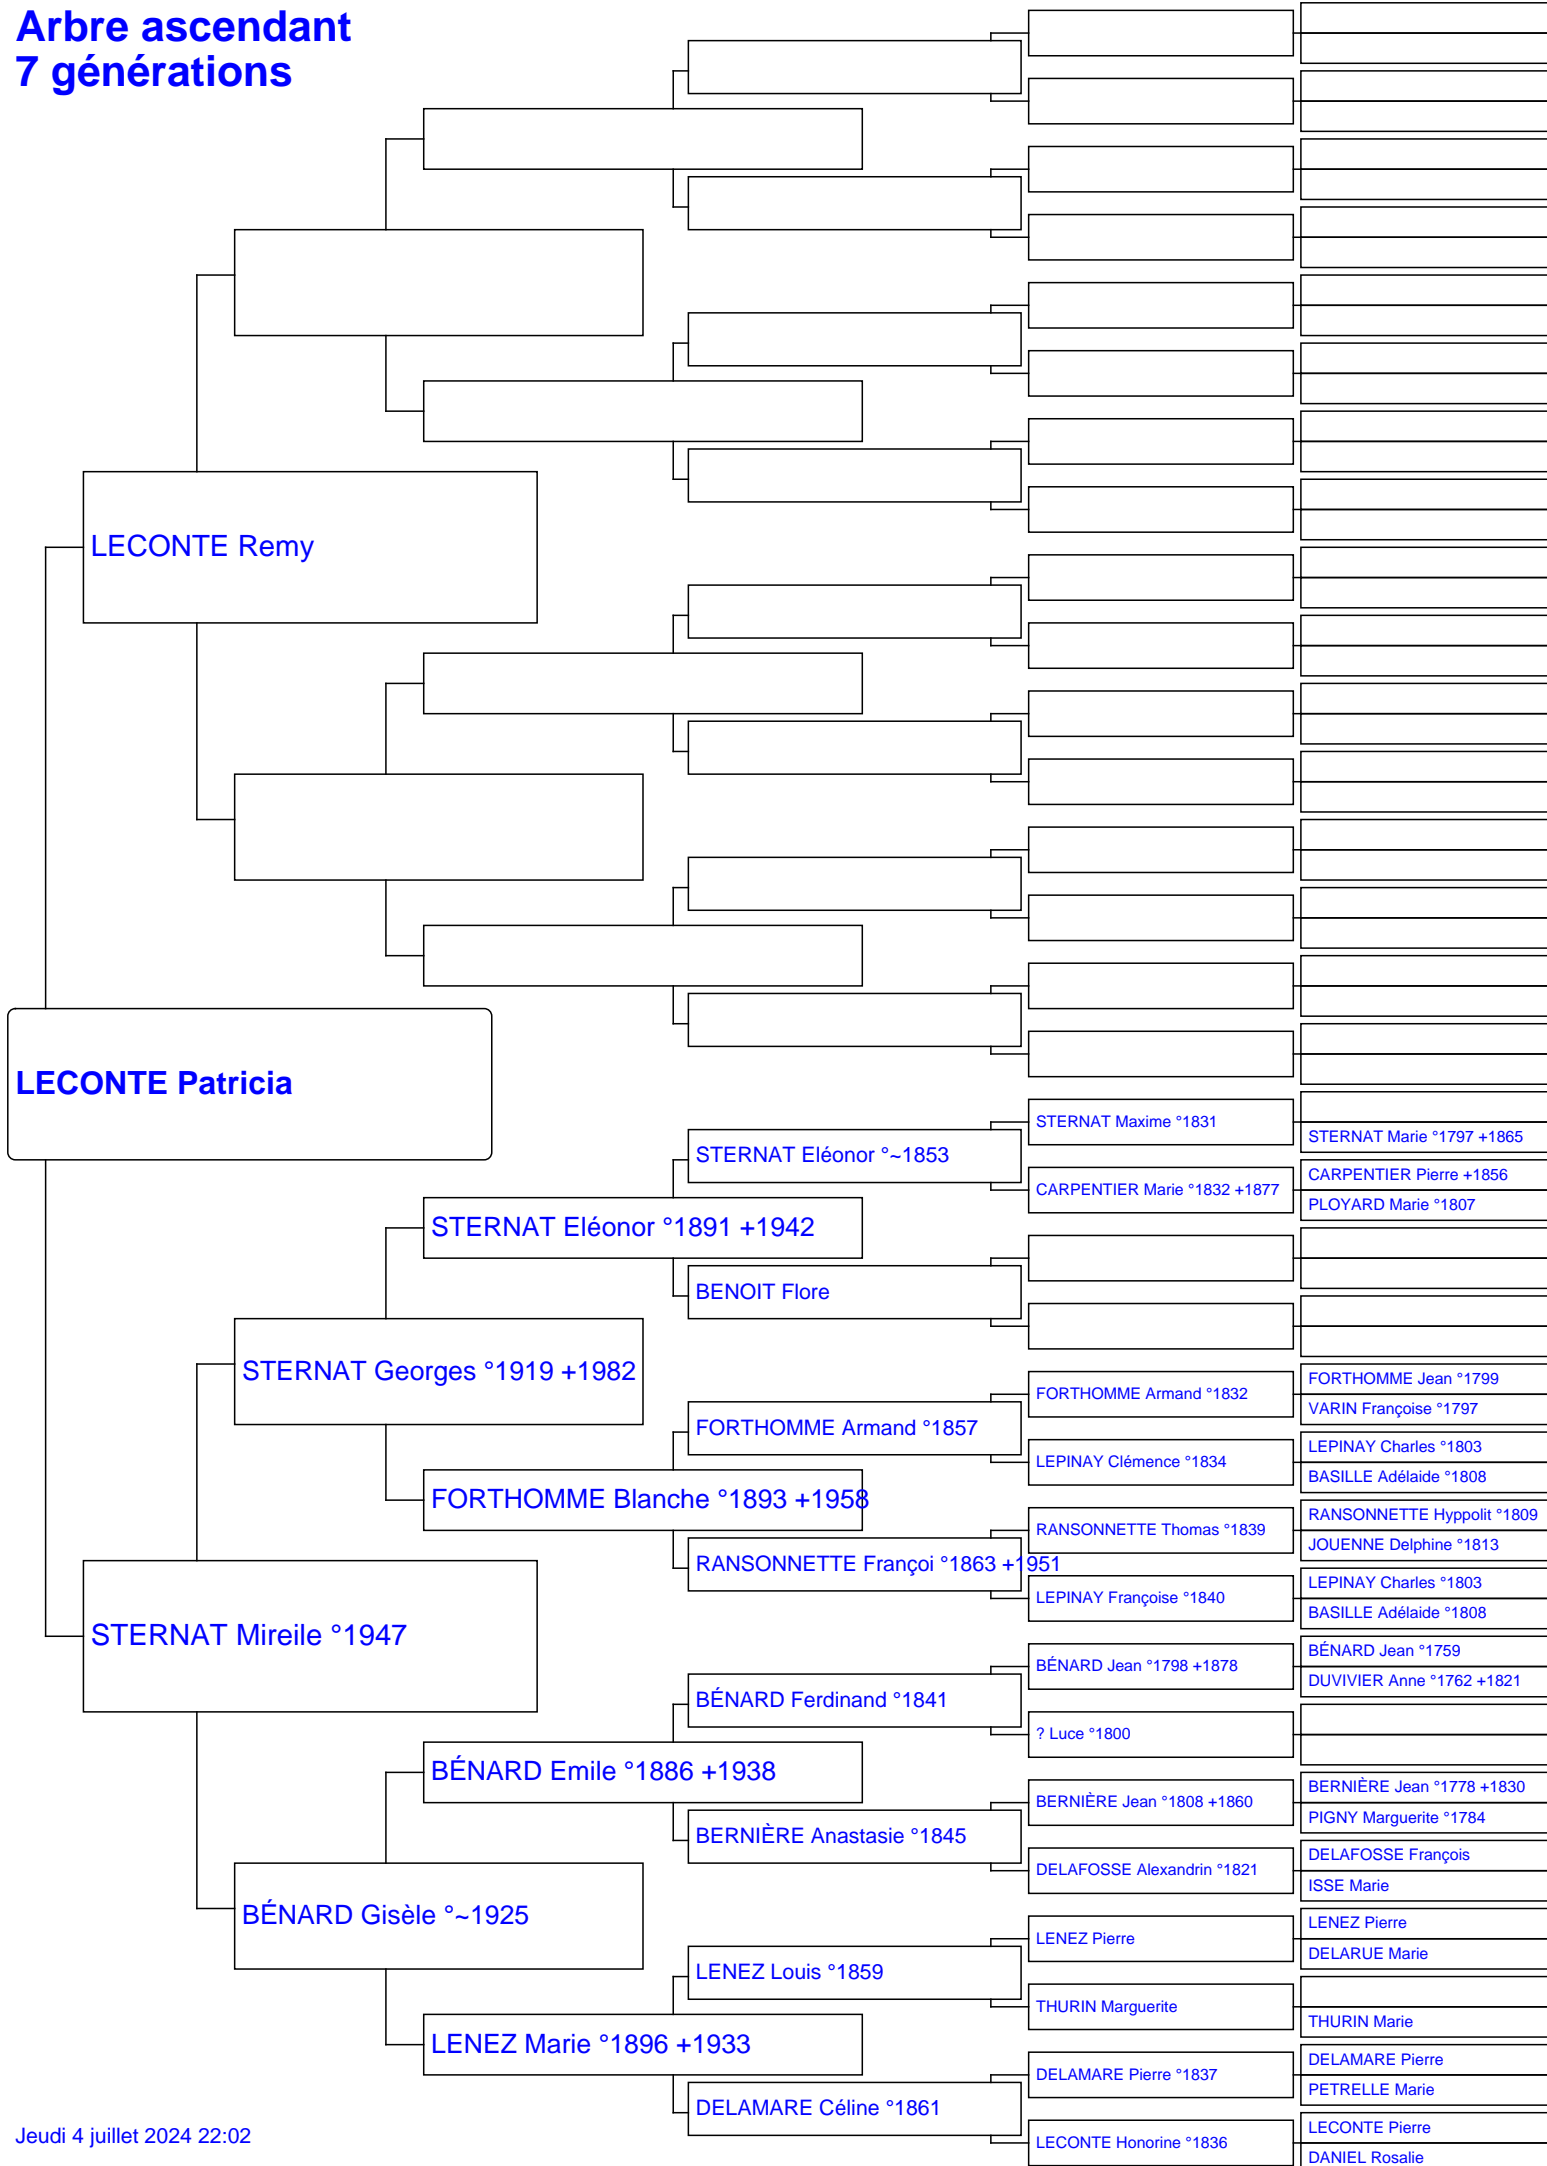 Arbre ascendant
7 générations
LECONTE Remy
LECONTE Patricia
STERNAT Maxime °1831
STERNAT Marie °1797 +1865
STERNAT Eléonor °~1853
CARPENTIER Pierre +1856
CARPENTIER Marie °1832 +1877
PLOYARD Marie °1807
STERNAT Eléonor °1891 +1942
BENOIT Flore
STERNAT Georges °1919 +1982
FORTHOMME Jean °1799
FORTHOMME Armand °1832
VARIN Françoise °1797
FORTHOMME Armand °1857
LEPINAY Charles °1803
LEPINAY Clémence °1834
BASILLE Adélaide °1808
FORTHOMME Blanche °1893 +1958
RANSONNETTE Hyppolit °1809
RANSONNETTE Thomas °1839
JOUENNE Delphine °1813
RANSONNETTE Françoi °1863 +1951
LEPINAY Charles °1803
LEPINAY Françoise °1840
BASILLE Adélaide °1808
STERNAT Mireile °1947
BÉNARD Jean °1759
BÉNARD Jean °1798 +1878
DUVIVIER Anne °1762 +1821
BÉNARD Ferdinand °1841
? Luce °1800
BÉNARD Emile °1886 +1938
BERNIÈRE Jean °1778 +1830
BERNIÈRE Jean °1808 +1860
PIGNY Marguerite °1784
BERNIÈRE Anastasie °1845
DELAFOSSE François
DELAFOSSE Alexandrin °1821
ISSE Marie
BÉNARD Gisèle °~1925
LENEZ Pierre
LENEZ Pierre
DELARUE Marie
LENEZ Louis °1859
THURIN Marguerite
THURIN Marie
LENEZ Marie °1896 +1933
DELAMARE Pierre
DELAMARE Pierre °1837
PETRELLE Marie
DELAMARE Céline °1861
LECONTE Pierre
LECONTE Honorine °1836
DANIEL Rosalie
Jeudi 4 juillet 2024 22:02